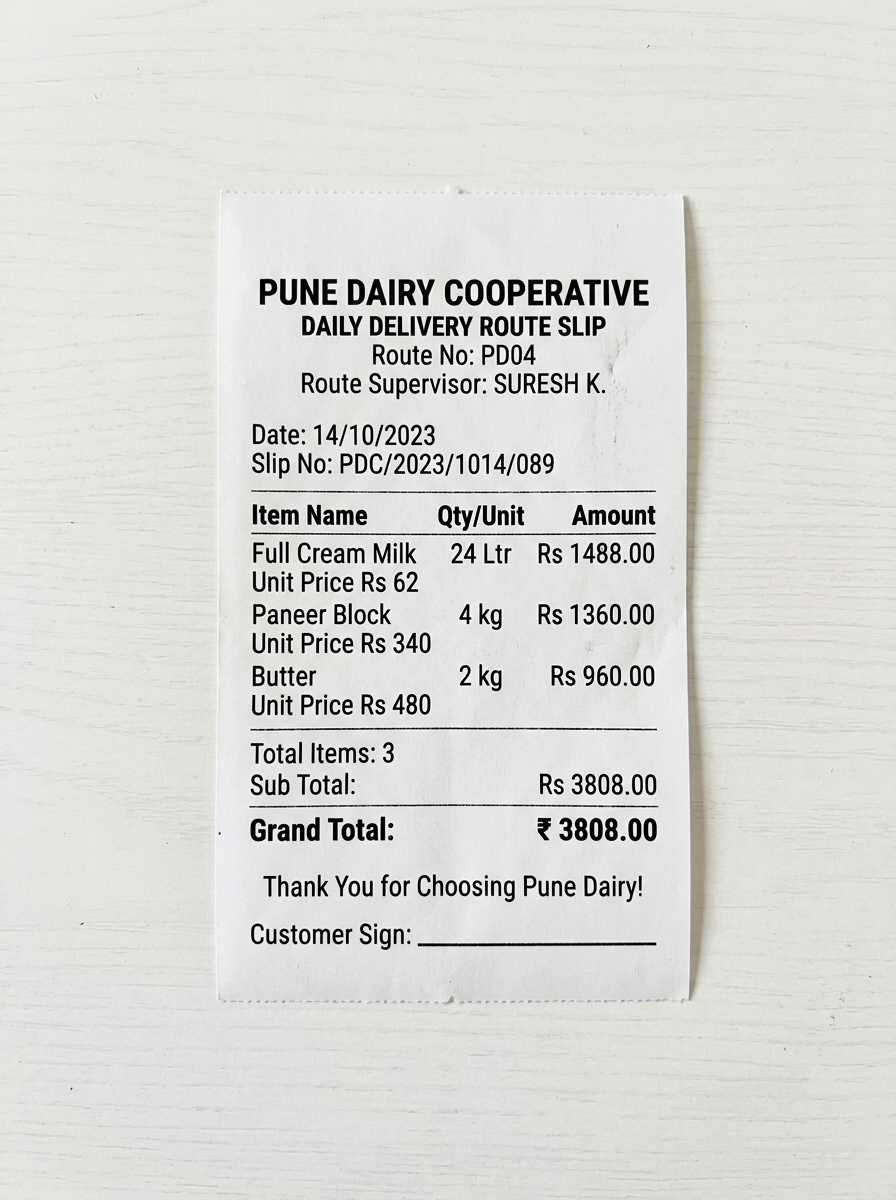 PUNE DAIRY COOPERATIVE
DAILY DELIVERY ROUTE SLIP
Route No: PD04
Route Supervisor: SURESH K.
Date: 14/10/2023
Slip No: PDC/2023/1014/089
Item Name Qty/Unit Amount
Full Cream Milk 24 Ltr Rs 1488.00
Unit Price Rs 62
Paneer Block 4 kg Rs 1360.00
Unit Price Rs 340
Butter 2 kg Rs 960.00
Unit Price Rs 480
Total Items: 3
Sub Total: Rs 3808.00
Grand Total: ₹ 3808.00
Thank You for Choosing Pune Dairy!
Customer Sign: